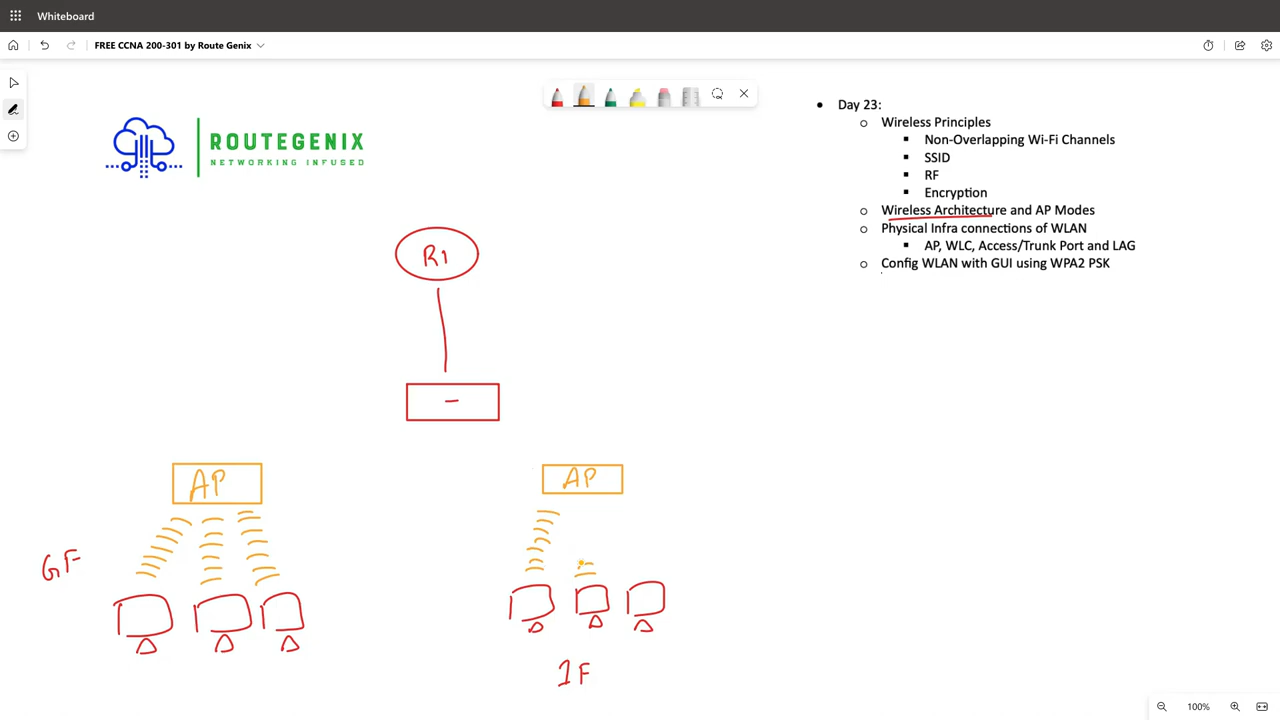 Whiteboard
FREE CCNA 200-301 by Route Genix
ROUTEGENIX
NETWORKING INFUSED
Day 23:
Wireless Principles
Non-Overlapping Wi-Fi Channels
SSID
RF
Encryption
Wireless Architecture and AP Modes
Physical Infra connections of WLAN
AP, WLC, Access/Trunk Port and LAG
Config WLAN with GUI using WPA2 PSK
R1
AP
AP
GF
1F
100%